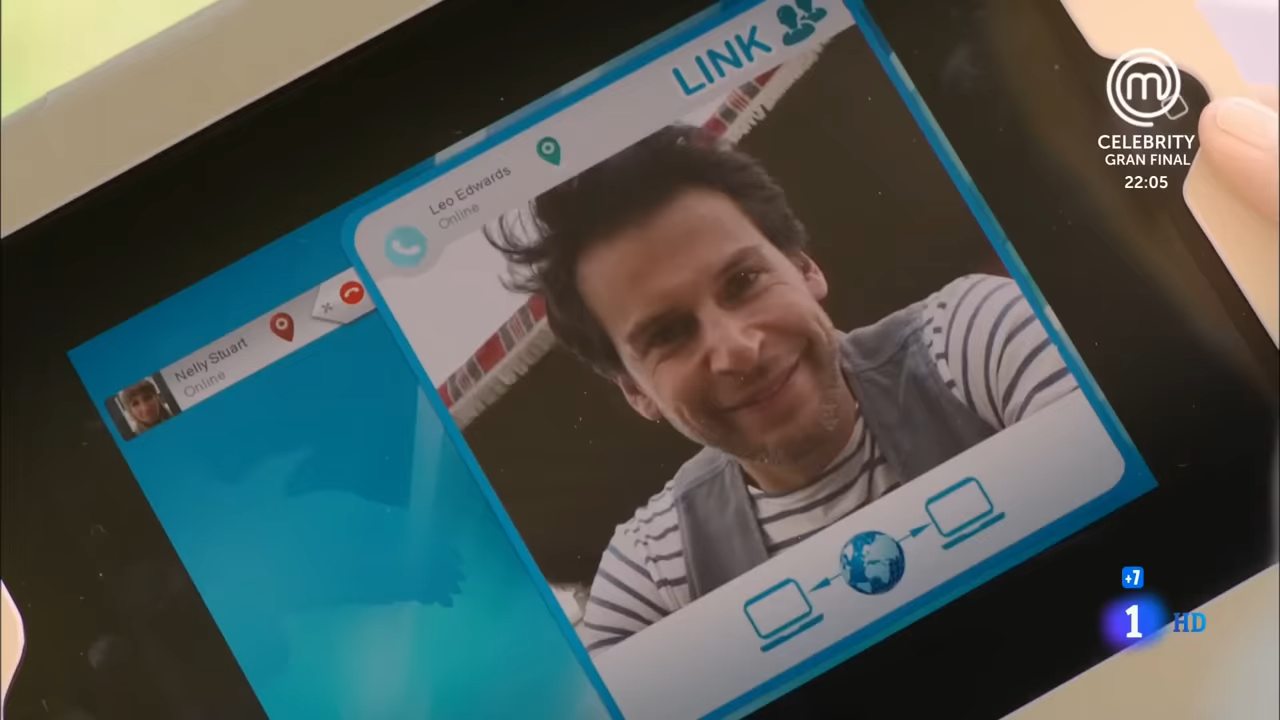 LINK
Leo Edwards
Online
Nelly Stuart
Online
m
CELEBRITY
GRAN FINAL
22:05
+7
1 HD